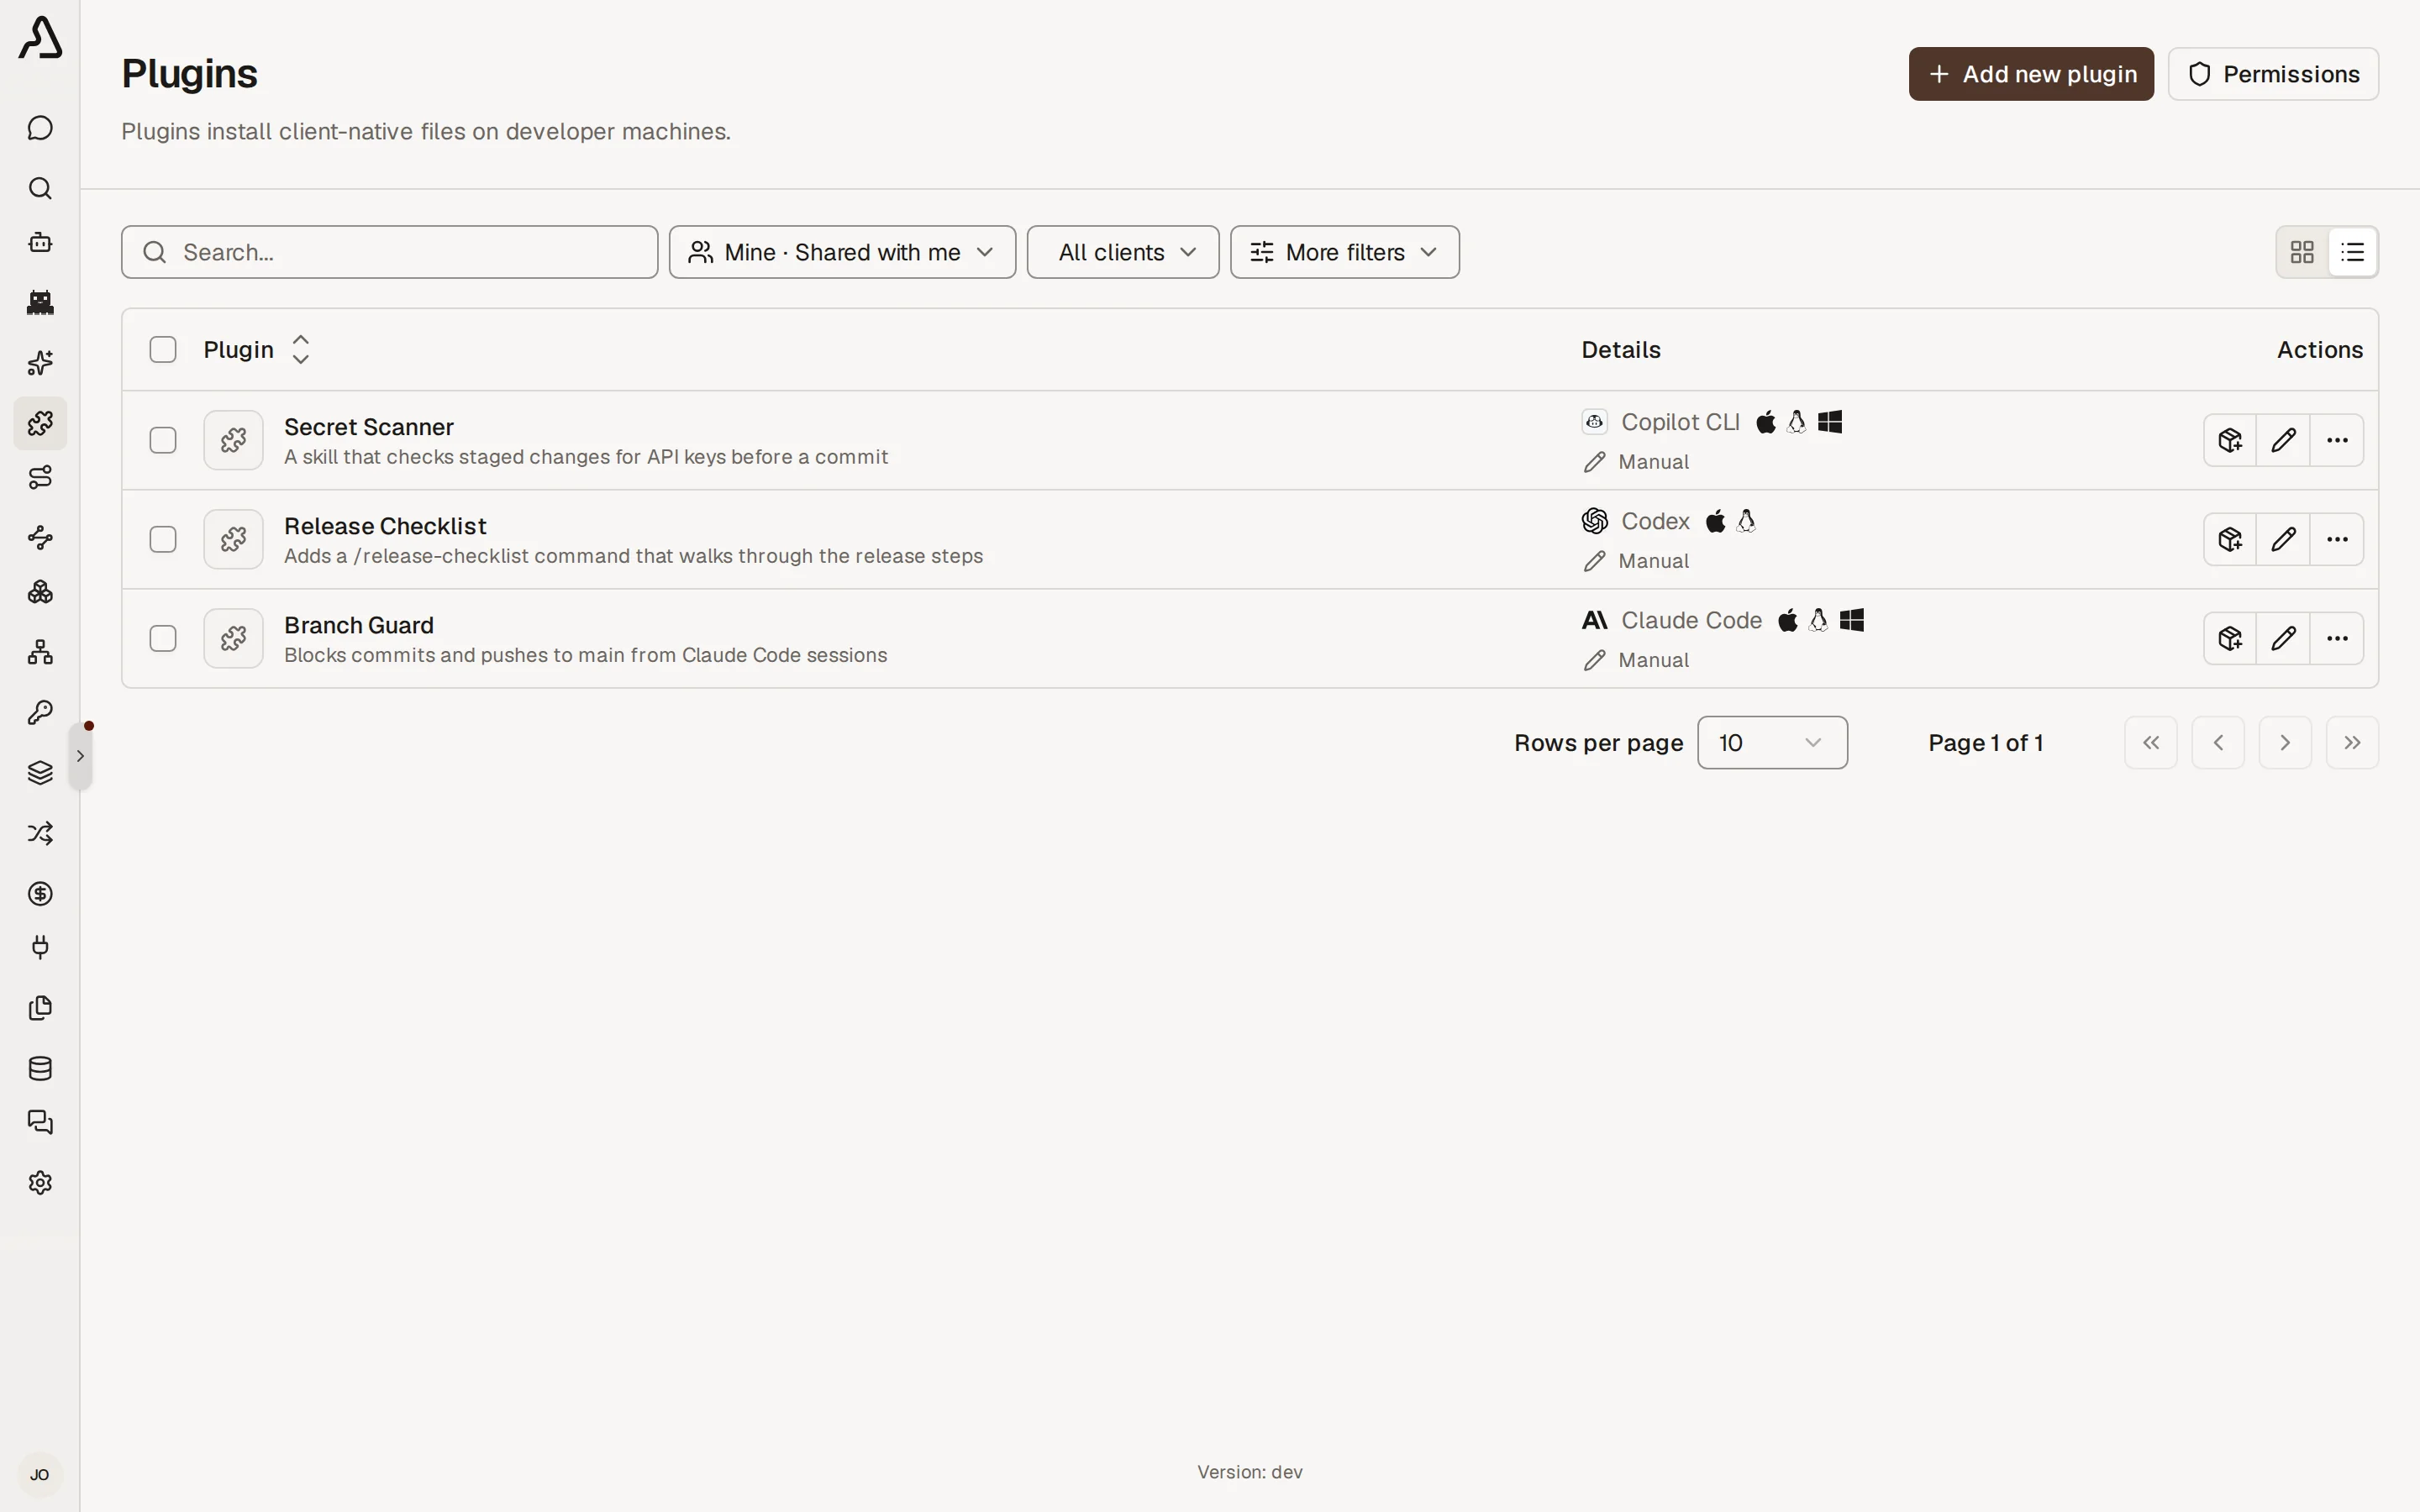 Plugins
Plugins install client-native files on developer machines.
Add new plugin
Permissions
Search...
Mine · Shared with me
All clients
More filters
Plugin
Details
Actions
Secret Scanner
A skill that checks staged changes for API keys before a commit
Copilot CLI
Manual
Release Checklist
Adds a /release-checklist command that walks through the release steps
Codex
Manual
Branch Guard
Blocks commits and pushes to main from Claude Code sessions
Claude Code
Manual
Rows per page
10
Page 1 of 1
JO
Version: dev